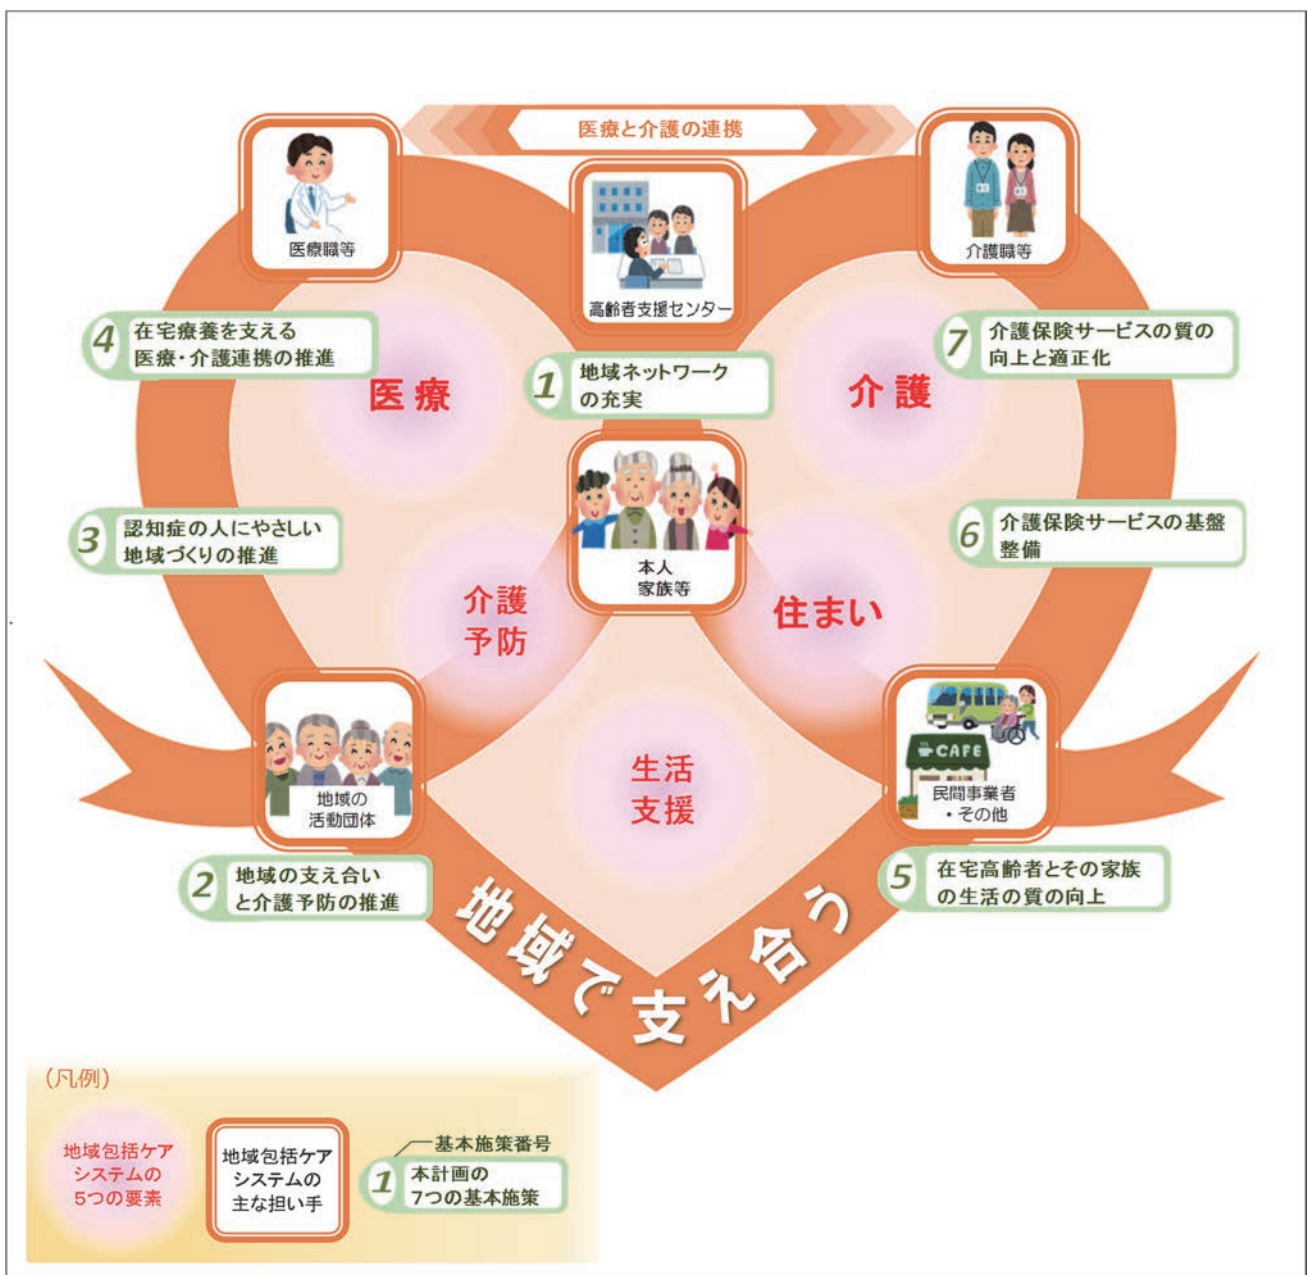 医療と介護の連携
医療職等
高齢者支援センター
介護職等
4
在宅療養を支える
医療・介護連携の推進
1
地域ネットワーク
の充実
7
介護保険サービスの質の
向上と適正化
医療
介護
3
認知症の人にやさしい
地域づくりの推進
本人
家族等
6
介護保険サービスの基盤
整備
介護
予防
住まい
地域の
活動団体
生活
支援
CAFE
民間事業者
・その他
2
地域の支え合い
と介護予防の推進
5
在宅高齢者とその家族
の生活の質の向上
地域で支え合う
(凡例)
地域包括ケア
システムの
5つの要素
地域包括ケア
システムの
主な担い手
基本施策番号
1
本計画の
7つの基本施策